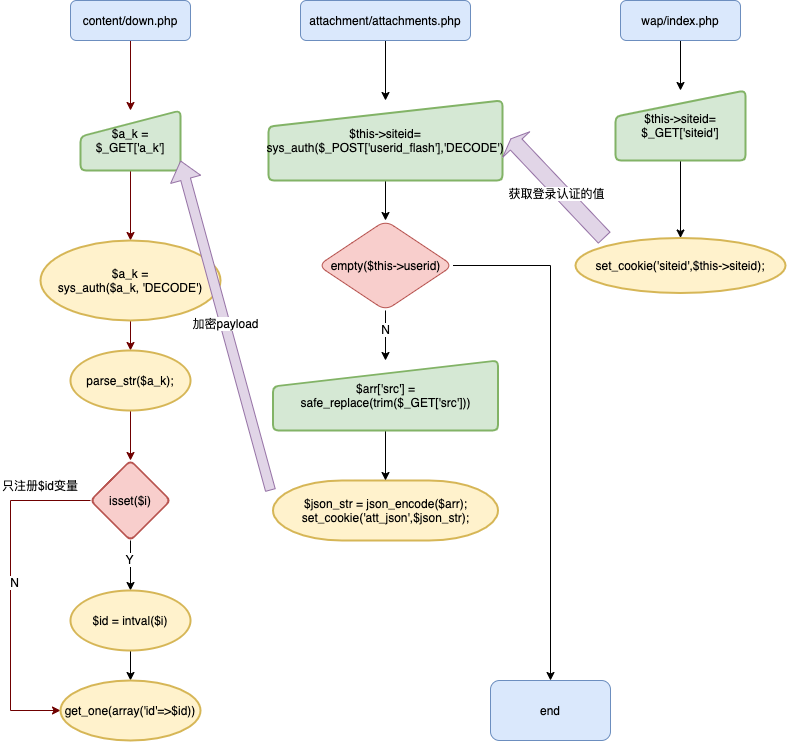 content/down.php
$a_k =
$_GET['a_k']
$a_k =
sys_auth($a_k, 'DECODE')
parse_str($a_k);
只注册$id变量
isset($i)
N
Y
$id = intval($i)
get_one(array('id'=>$id))
加密payload
attachment/attachments.php
$this->siteid=
sys_auth($_POST['userid_flash'],'DECODE')
empty($this->userid)
N
$arr['src'] =
safe_replace(trim($_GET['src']))
$json_str = json_encode($arr);
set_cookie('att_json',$json_str);
end
获取登录认证的值
wap/index.php
$this->siteid=
$_GET['siteid']
set_cookie('siteid',$this->siteid);